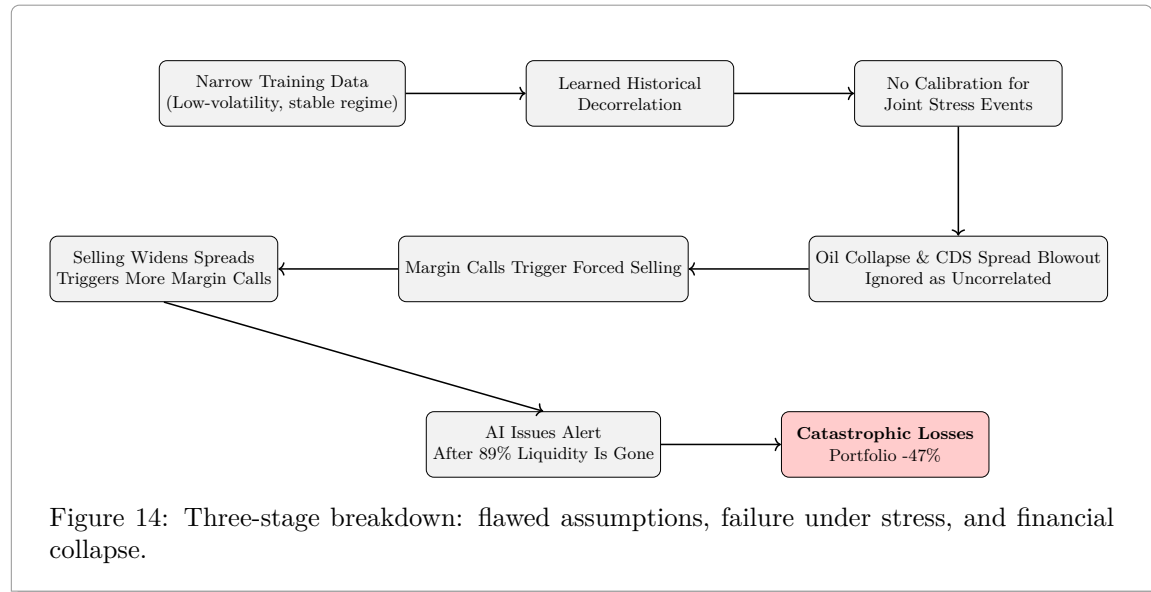 Narrow Training Data
(Low-volatility, stable regime)
Learned Historical
Decorrelation
No Calibration for
Joint Stress Events
Oil Collapse & CDS Spread Blowout
Ignored as Uncorrelated
Margin Calls Trigger Forced Selling
Selling Widens Spreads
Triggers More Margin Calls
AI Issues Alert
After 89% Liquidity Is Gone
Catastrophic Losses
Portfolio -47%
Figure 14: Three-stage breakdown: flawed assumptions, failure under stress, and financial
collapse.